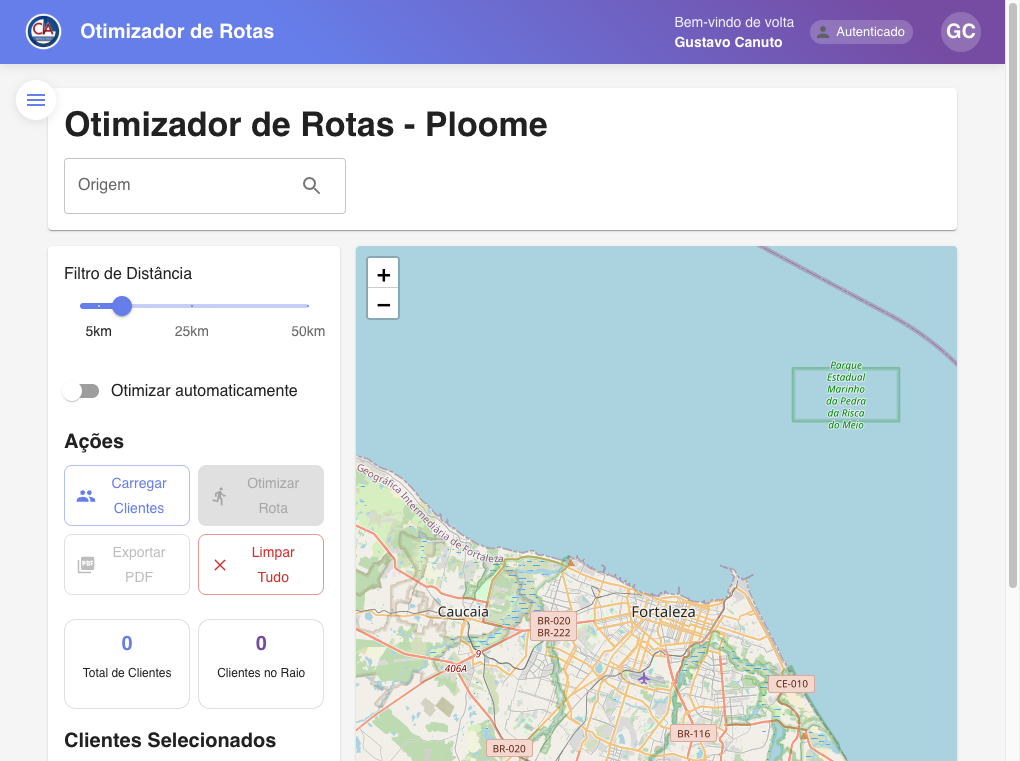 CA
Otimizador de Rotas
Bem-vindo de volta
Gustavo Canuto
Autenticado
GC
Otimizador de Rotas - Ploome
Origem
Filtro de Distância
5km
25km
50km
Otimizar automaticamente
Ações
Carregar
Clientes
Otimizar
Rota
Exportar
PDF
PDF
Limpar
Tudo
0
Total de Clientes
0
Clientes no Raio
Clientes Selecionados
+
−
Parque
Estadual
Marinho
da Pedra
da Risca
do Meio
Geográfica Intermediária de Fortaleza
Caucaia
BR-020
BR-222
Fortaleza
9
406A
CE-010
BR-116
BR-020